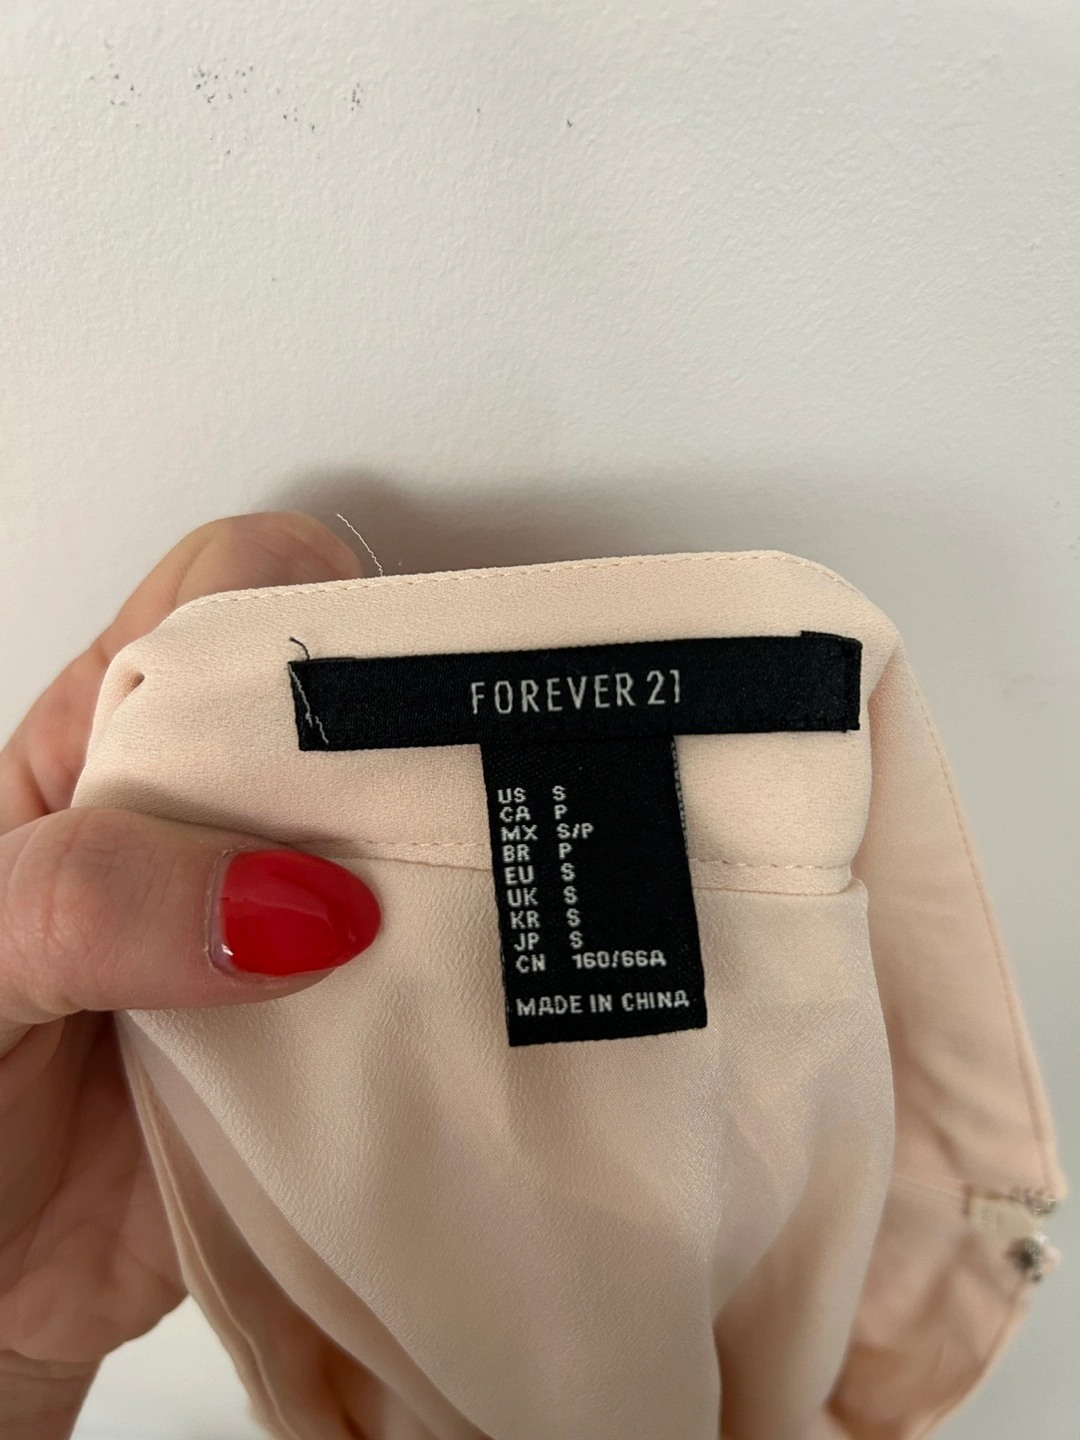 FOREVER 21
US S
CA P
MX S/P
BR P
EU S
UK S
KR S
JP S
CN 160/66A
MADE IN CHINA